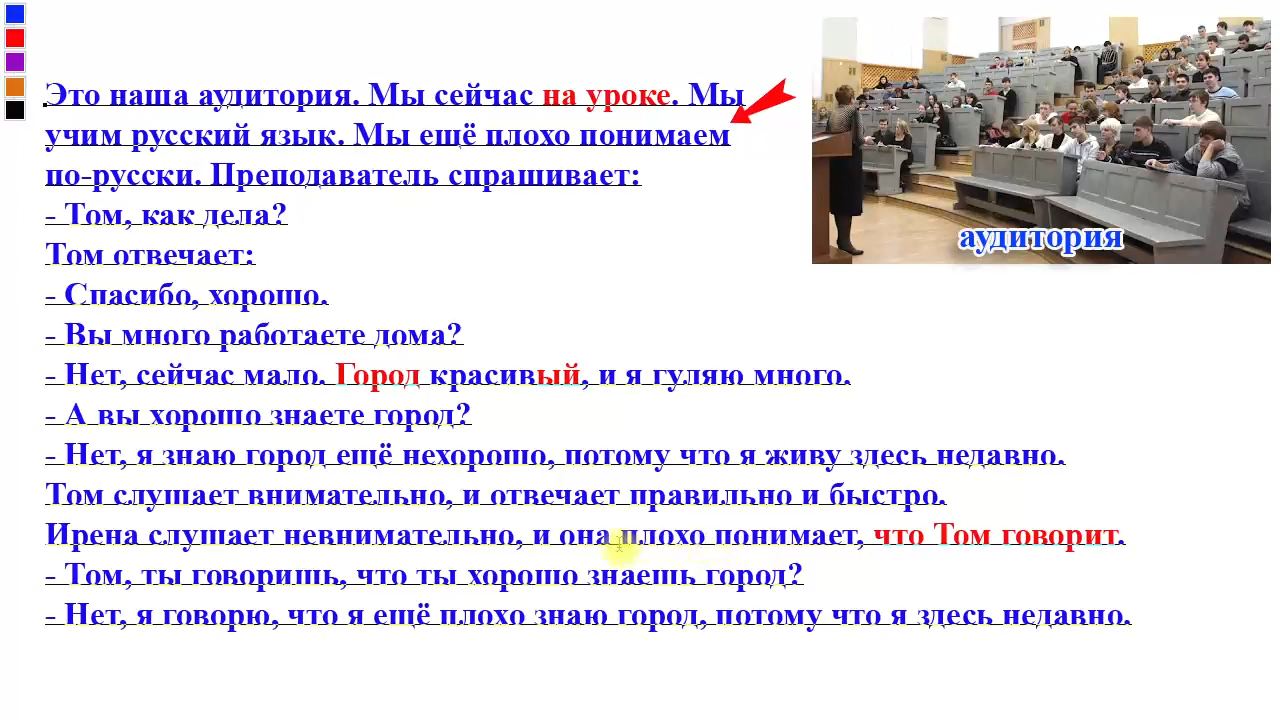 Это наша аудитория. Мы сейчас на уроке. Мы
учим русский язык. Мы ещё плохо понимаем
по-русски. Преподаватель спрашивает:
- Том, как дела?
Том отвечает:
- Спасибо, хорошо.
- Вы много работаете дома?
- Нет, сейчас мало. Город красивый, и я гуляю много.
- А вы хорошо знаете город?
- Нет, я знаю город ещё нехорошо, потому что я живу здесь недавно.
Том слушает внимательно, и отвечает правильно и быстро.
Ирена слушает невнимательно, и она плохо понимает, что Том говорит.
- Том, ты говоришь, что ты хорошо знаешь город?
- Нет, я говорю, что я ещё плохо знаю город, потому что я здесь недавно.
аудитория